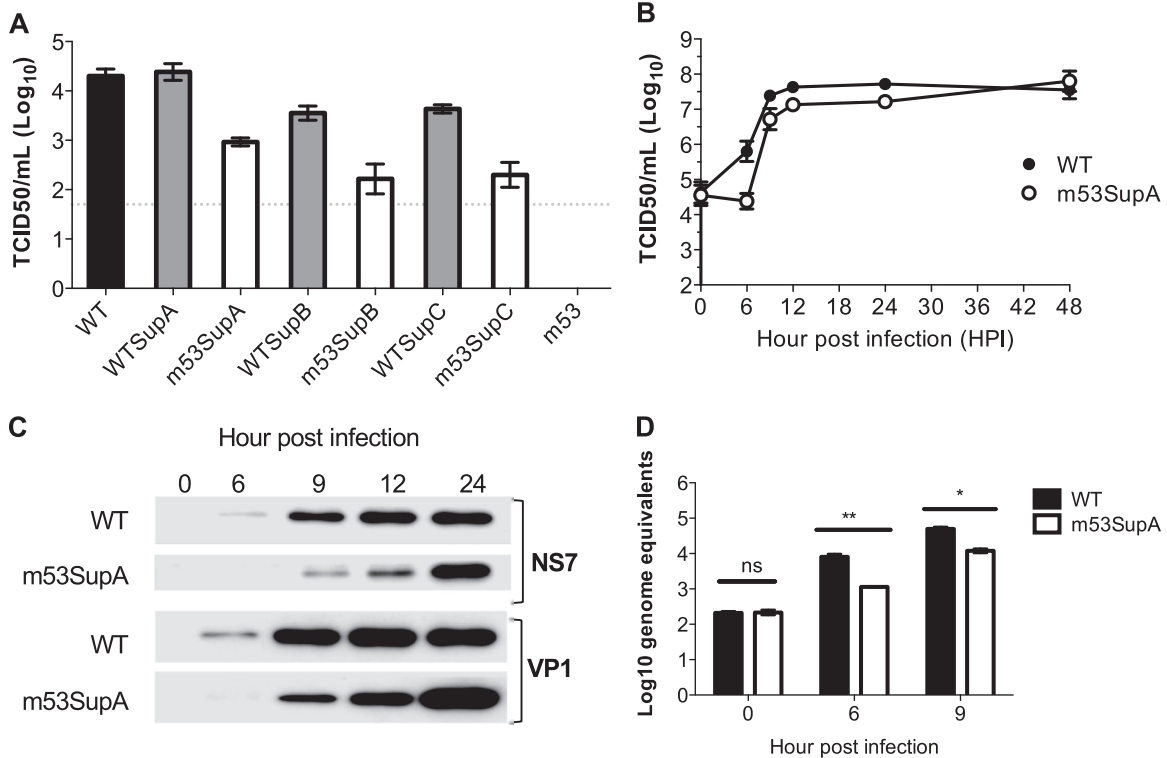 A
TCID50/mL (Log10)
5
4
3
2
1
0
WT
WTSupA
m53SupA
WTSupB
m53SupB
WTSupC
m53SupC
m53
B
TCID50/mL (Log10)
9
8
7
6
5
4
3
2
0 6 12 18 24 30 36 42 48
Hour post infection (HPI)
WT
m53SupA
C
Hour post infection
0 6 9 12 24
WT
m53SupA
NS7
WT
m53SupA
VP1
D
Log10 genome equivalents
6
5
4
3
2
1
0
ns
**
*
0 6 9
Hour post infection
WT
m53SupA